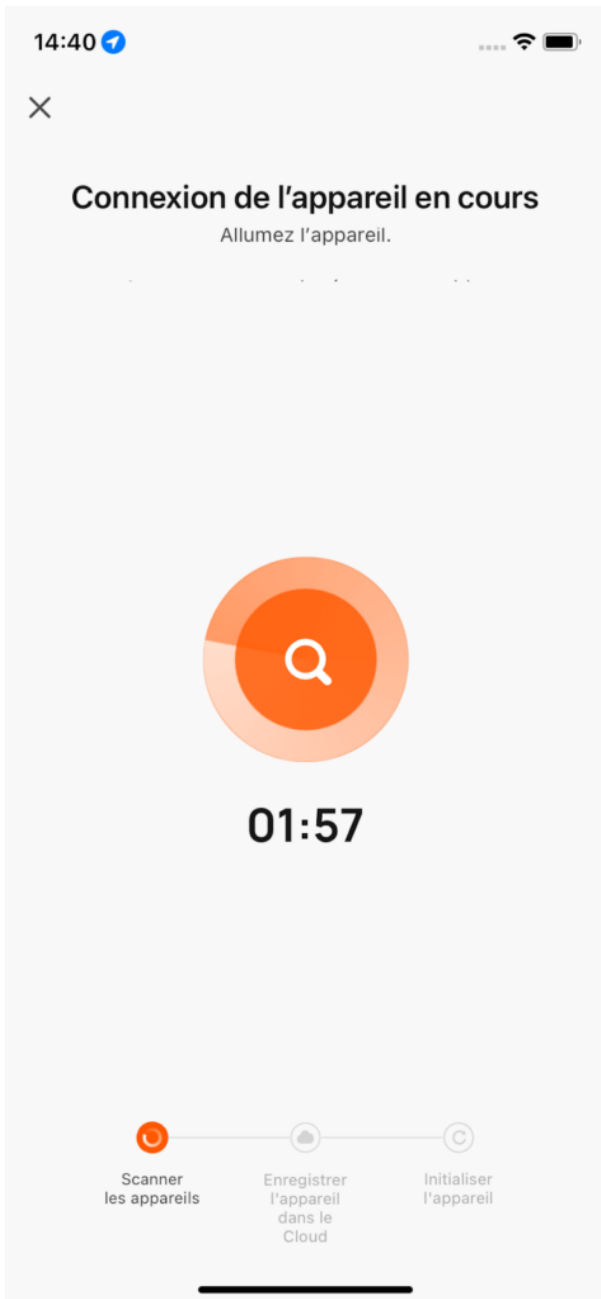 14:40
Connexion de l’appareil en cours
Allumez l’appareil.
01:57
Scanner
les appareils
Enregistrer
l'appareil
dans le
Cloud
Initialiser
l'appareil